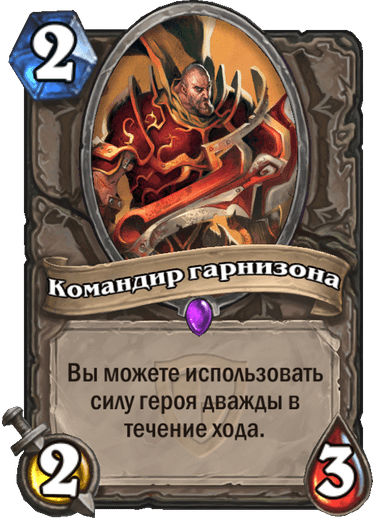 2
Командир гарнизона
Вы можете использовать
силу героя дважды в
течение хода.
2
3